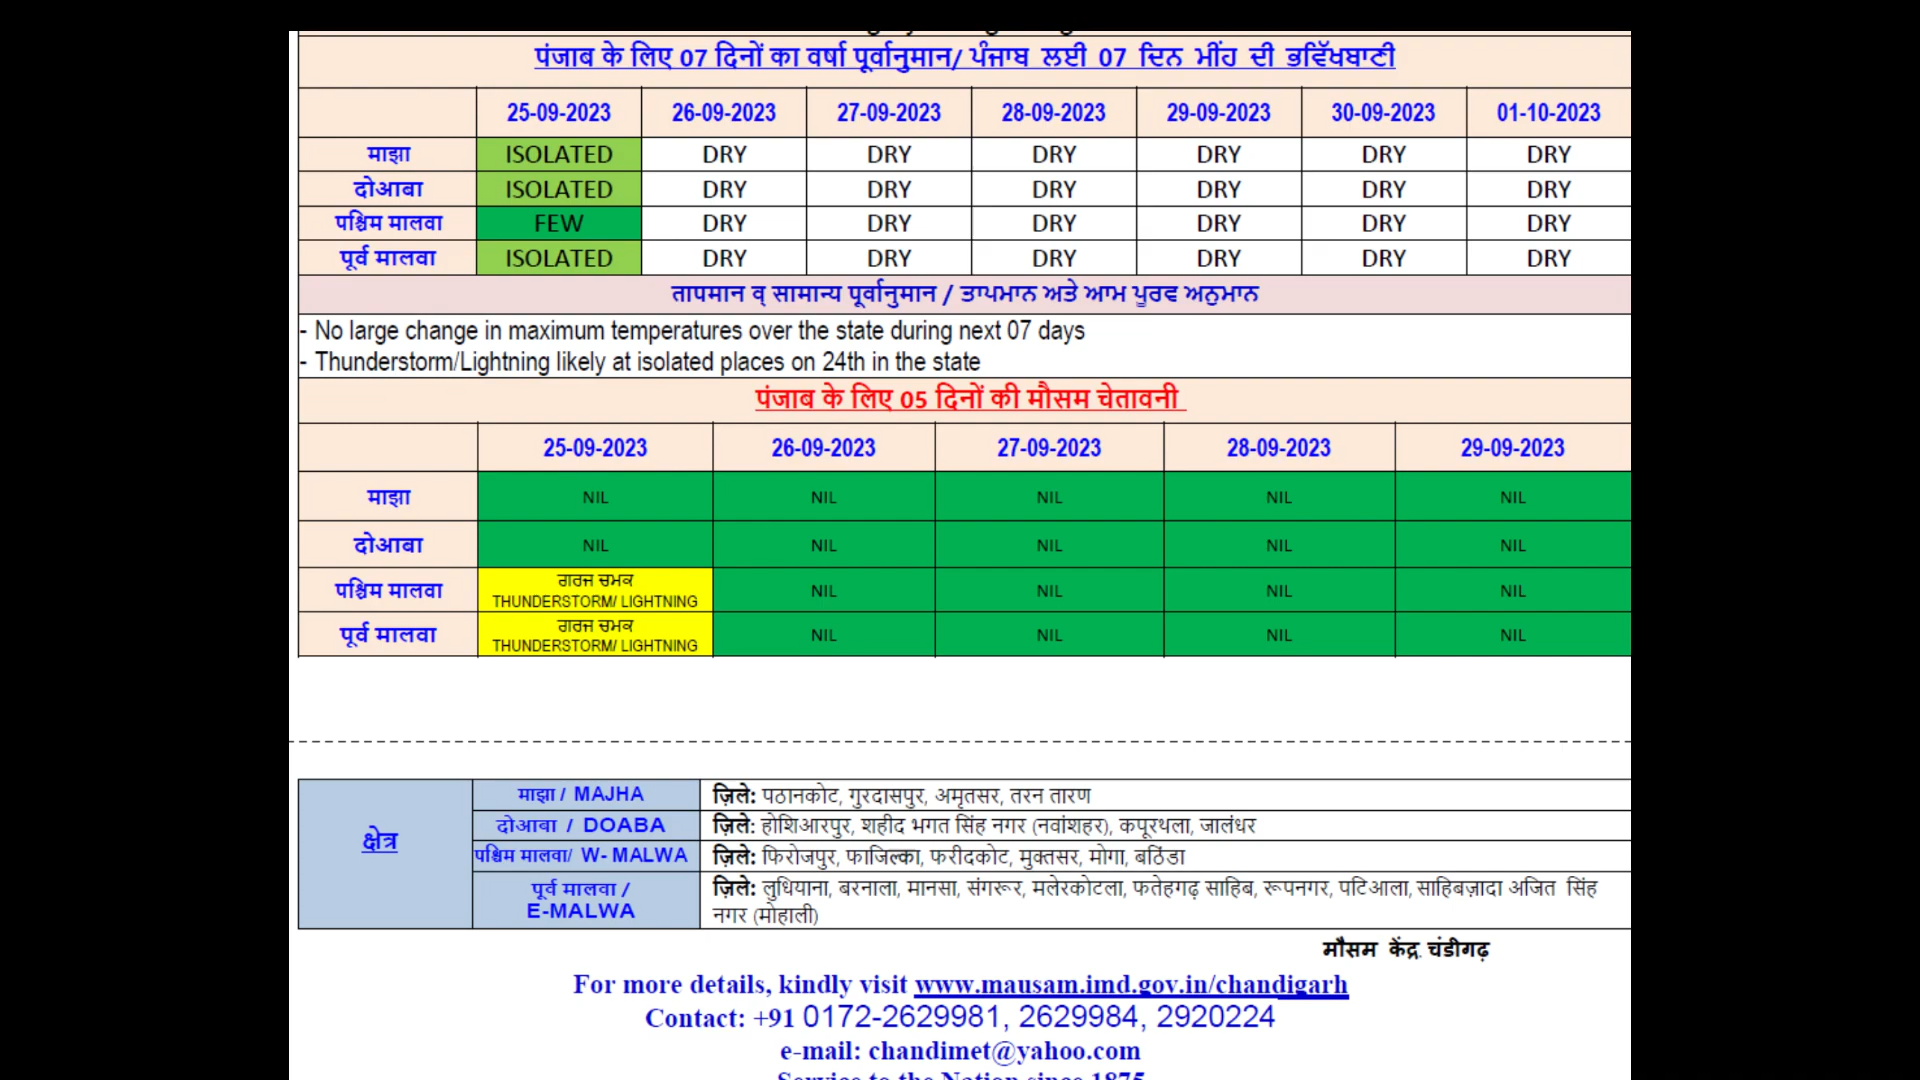 पंजाब के लिए 07 दिनों का वर्षा पूर्वानुमान/ ਪੰਜਾਬ ਲਈ 07 ਦਿਨ ਮੀਂਹ ਦੀ ਭਵਿੱਖਬਾਣੀ
25-09-2023 26-09-2023 27-09-2023 28-09-2023 29-09-2023 30-09-2023 01-10-2023
माझा ISOLATED DRY DRY DRY DRY DRY DRY
दोआबा ISOLATED DRY DRY DRY DRY DRY DRY
पश्चिम मालवा FEW DRY DRY DRY DRY DRY DRY
पूर्व मालवा ISOLATED DRY DRY DRY DRY DRY DRY
तापमान व् सामान्य पूर्वानुमान / ਤਾਪਮਾਨ ਅਤੇ ਆਮ ਪੂਰਵ ਅਨੁਮਾਨ
- No large change in maximum temperatures over the state during next 07 days
- Thunderstorm/Lightning likely at isolated places on 24th in the state
पंजाब के लिए 05 दिनों की मौसम चेतावनी
25-09-2023 26-09-2023 27-09-2023 28-09-2023 29-09-2023
माझा NIL NIL NIL NIL NIL
दोआबा NIL NIL NIL NIL NIL
पश्चिम मालवा ਗਰਜ ਚਮਕ THUNDERSTORM/ LIGHTNING NIL NIL NIL NIL
पूर्व मालवा ਗਰਜ ਚਮਕ THUNDERSTORM/ LIGHTNING NIL NIL NIL NIL
क्षेत्र
माझा / MAJHA ज़िले: पठानकोट, गुरदासपुर, अमृतसर, तरन तारण
दोआबा / DOABA ज़िले: होशिआरपुर, शहीद भगत सिंह नगर (नवांशहर), कपूरथला, जालंधर
पश्चिम मालवा/ W- MALWA ज़िले: फिरोजपुर, फाजिल्का, फरीदकोट, मुक्तसर, मोगा, बठिंडा
पूर्व मालवा / E-MALWA ज़िले: लुधियाना, बरनाला, मानसा, संगरूर, मलेरकोटला, फतेहगढ़ साहिब, रूपनगर, पटिआला, साहिबज़ादा अजित सिंह
नगर (मोहाली)
मौसम केंद्र, चंडीगढ़
For more details, kindly visit www.mausam.imd.gov.in/chandigarh
Contact: +91 0172-2629981, 2629984, 2920224
e-mail: chandimet@yahoo.com
Service to the Nation since 1875